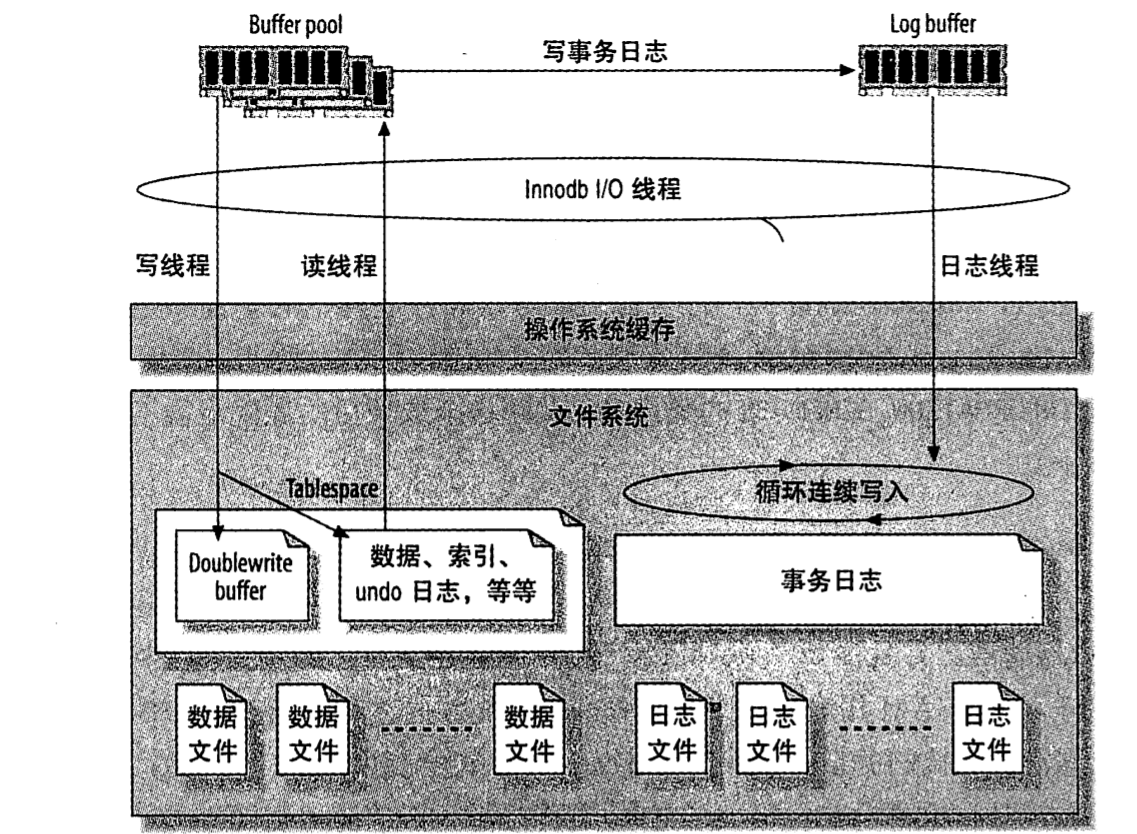 Buffer pool
Log buffer
写事务日志
Innodb I/O 线程
写线程
读线程
日志线程
操作系统缓存
文件系统
Tablespace
循环连续写入
Doublewrite
buffer
数据、索引、
undo 日志，等等
事务日志
数据
文件
数据
文件
数据
文件
日志
文件
日志
文件
日志
文件